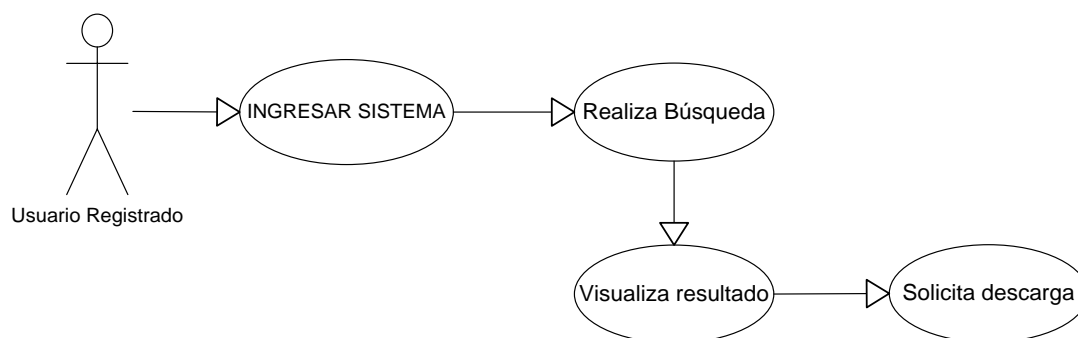 INGRESAR SISTEMA
Realiza Búsqueda
Usuario Registrado
Visualiza resultado
Solicita descarga